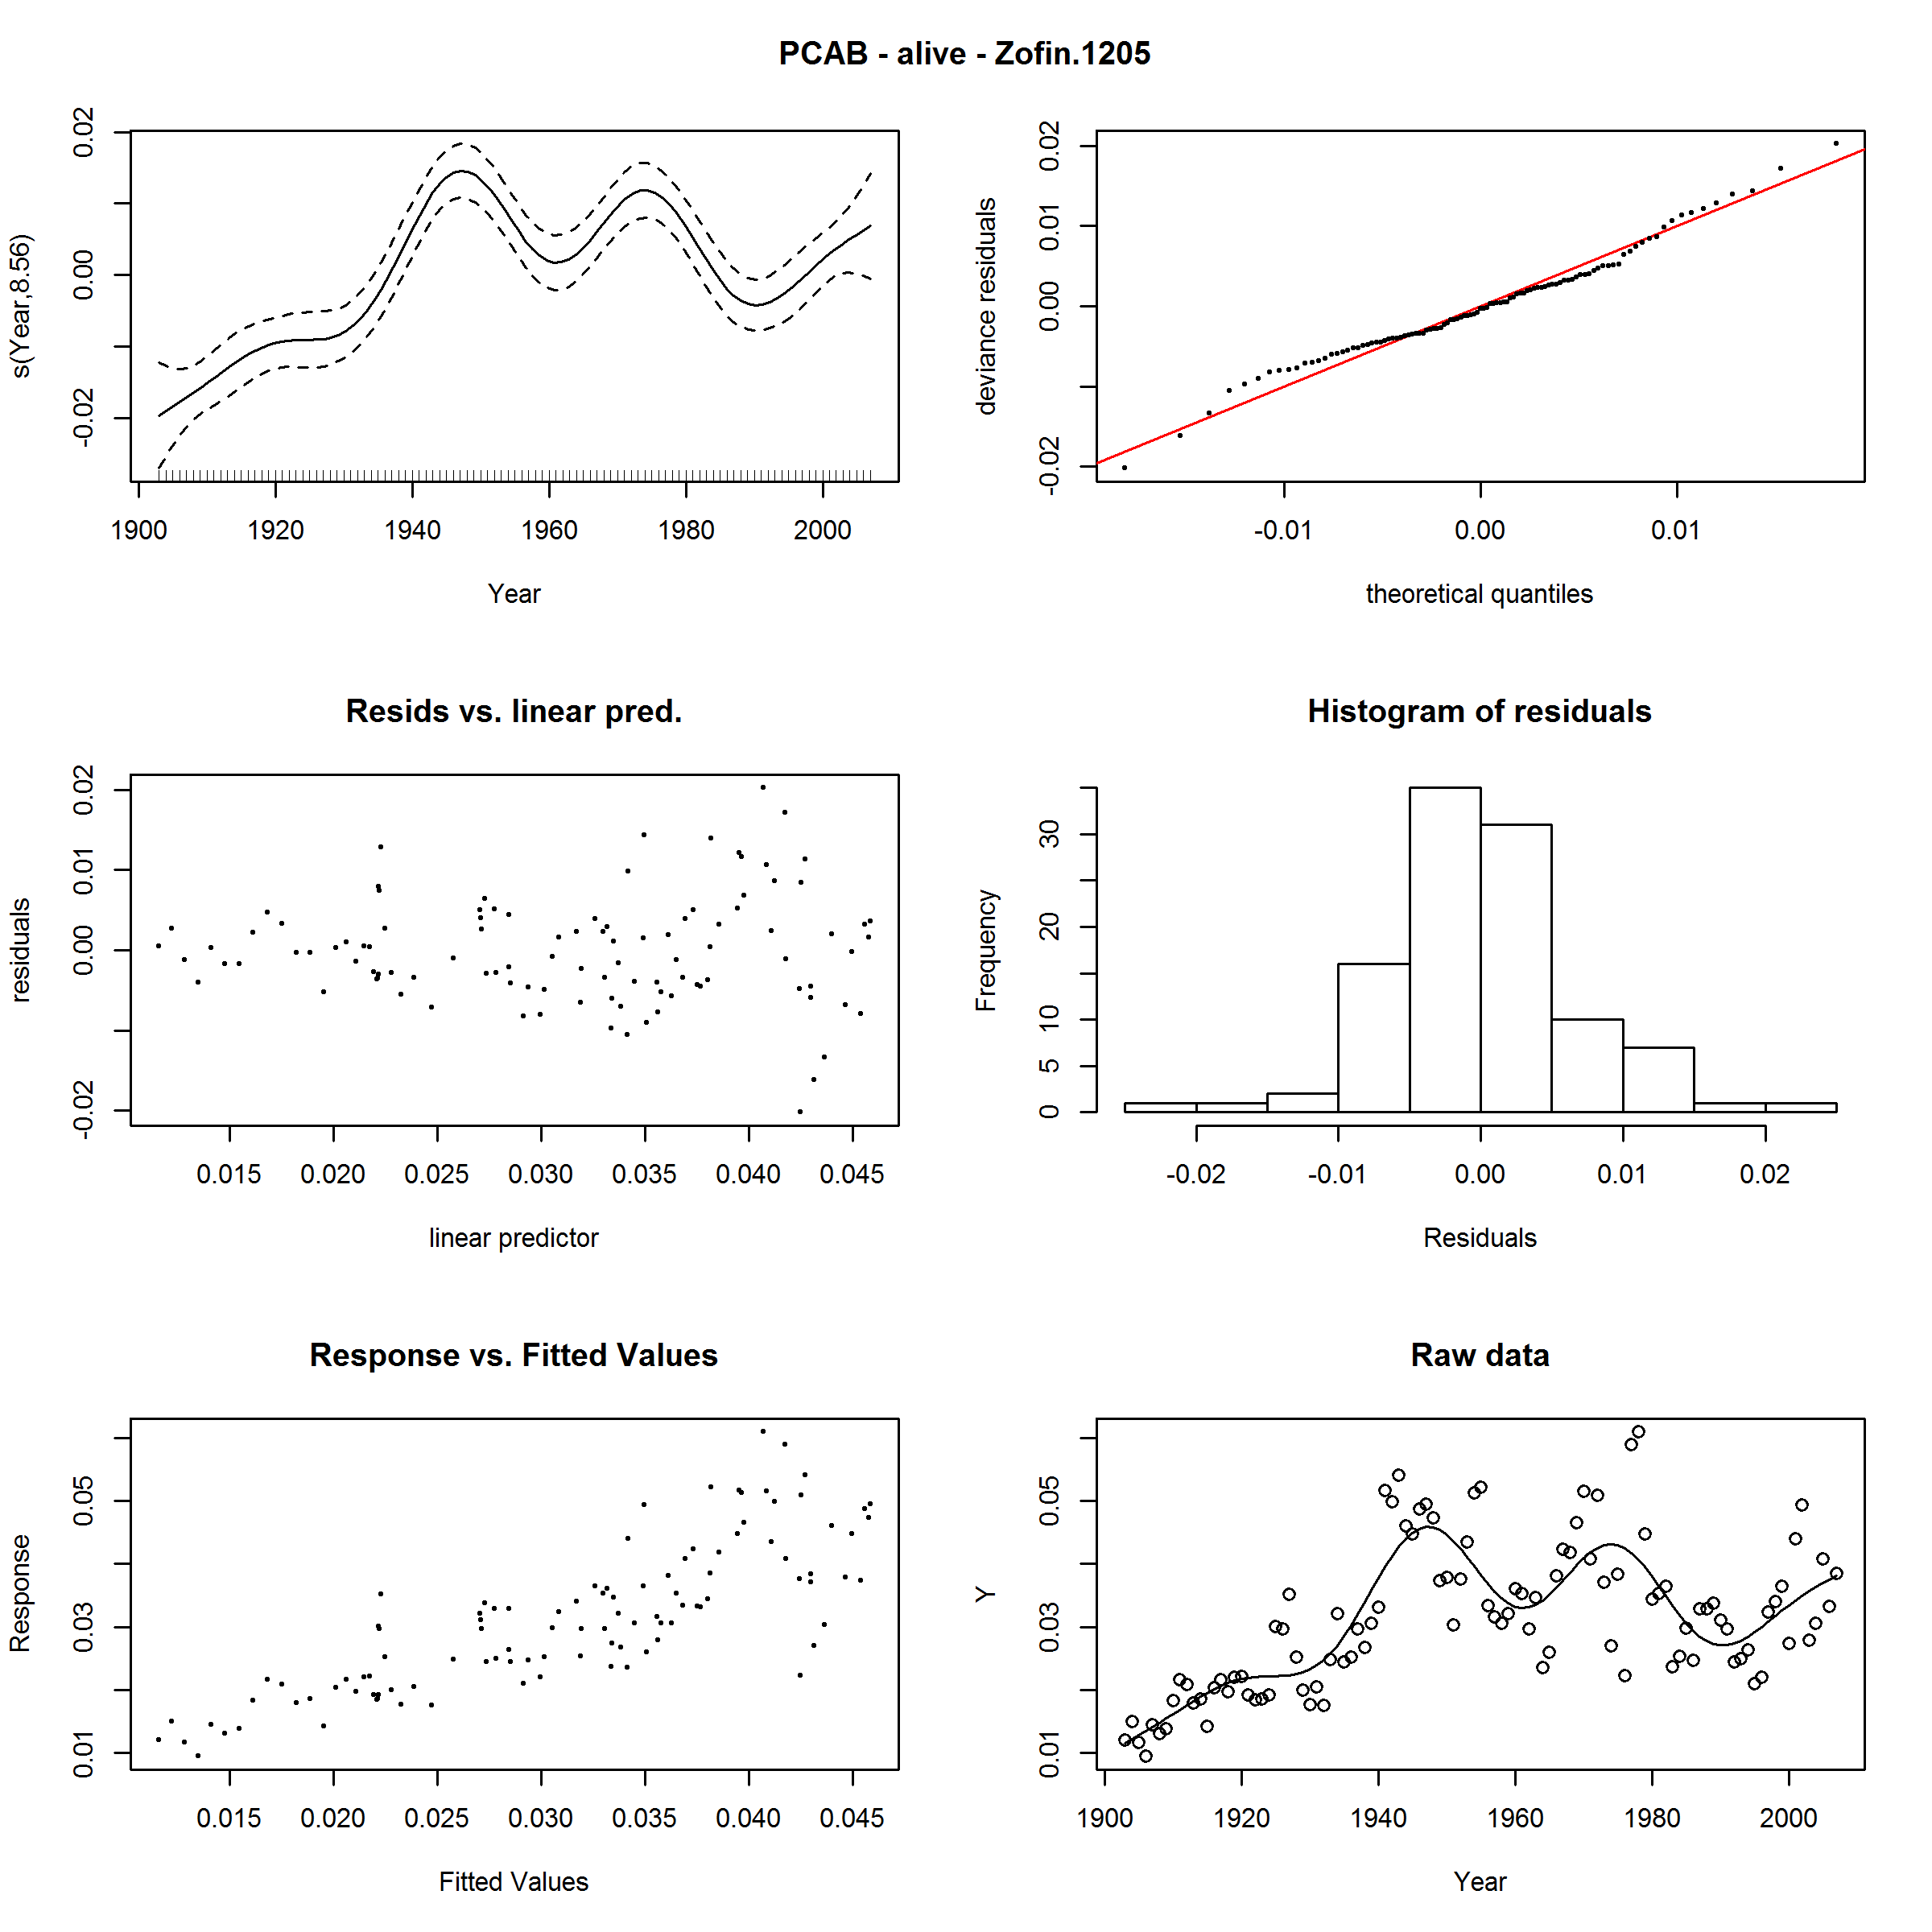 PCAB - alive - Zofin.1205
s(Year,8.56)
-0.02 0.00 0.02
1900 1920 1940 1960 1980 2000
Year
deviance residuals
-0.02 0.00 0.01 0.02
-0.01 0.00 0.01
theoretical quantiles
Resids vs. linear pred.
residuals
-0.02 0.00 0.01 0.02
0.015 0.020 0.025 0.030 0.035 0.040 0.045
linear predictor
Histogram of residuals
Frequency
0 5 10 20 30
-0.02 -0.01 0.00 0.01 0.02
Residuals
Response vs. Fitted Values
Response
0.01 0.03 0.05
0.015 0.020 0.025 0.030 0.035 0.040 0.045
Fitted Values
Raw data
Y
0.01 0.03 0.05
1900 1920 1940 1960 1980 2000
Year